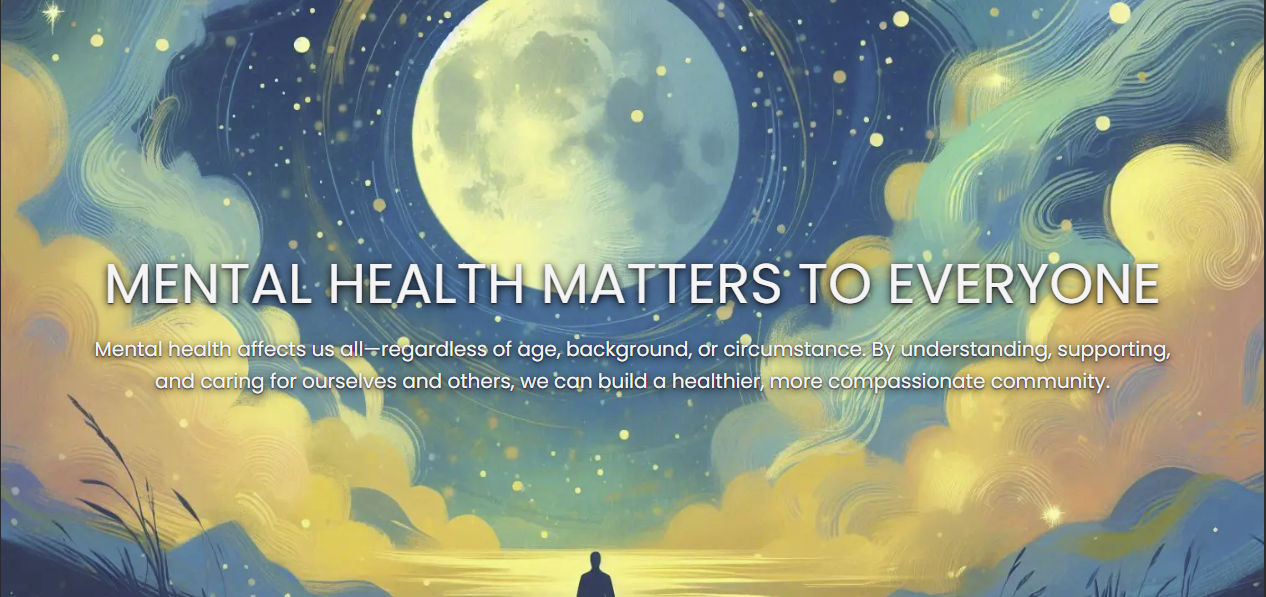 MENTAL HEALTH MATTERS TO EVERYONE
Mental health affects us all—regardless of age, background, or circumstance. By understanding, supporting,
and caring for ourselves and others, we can build a healthier, more compassionate community.